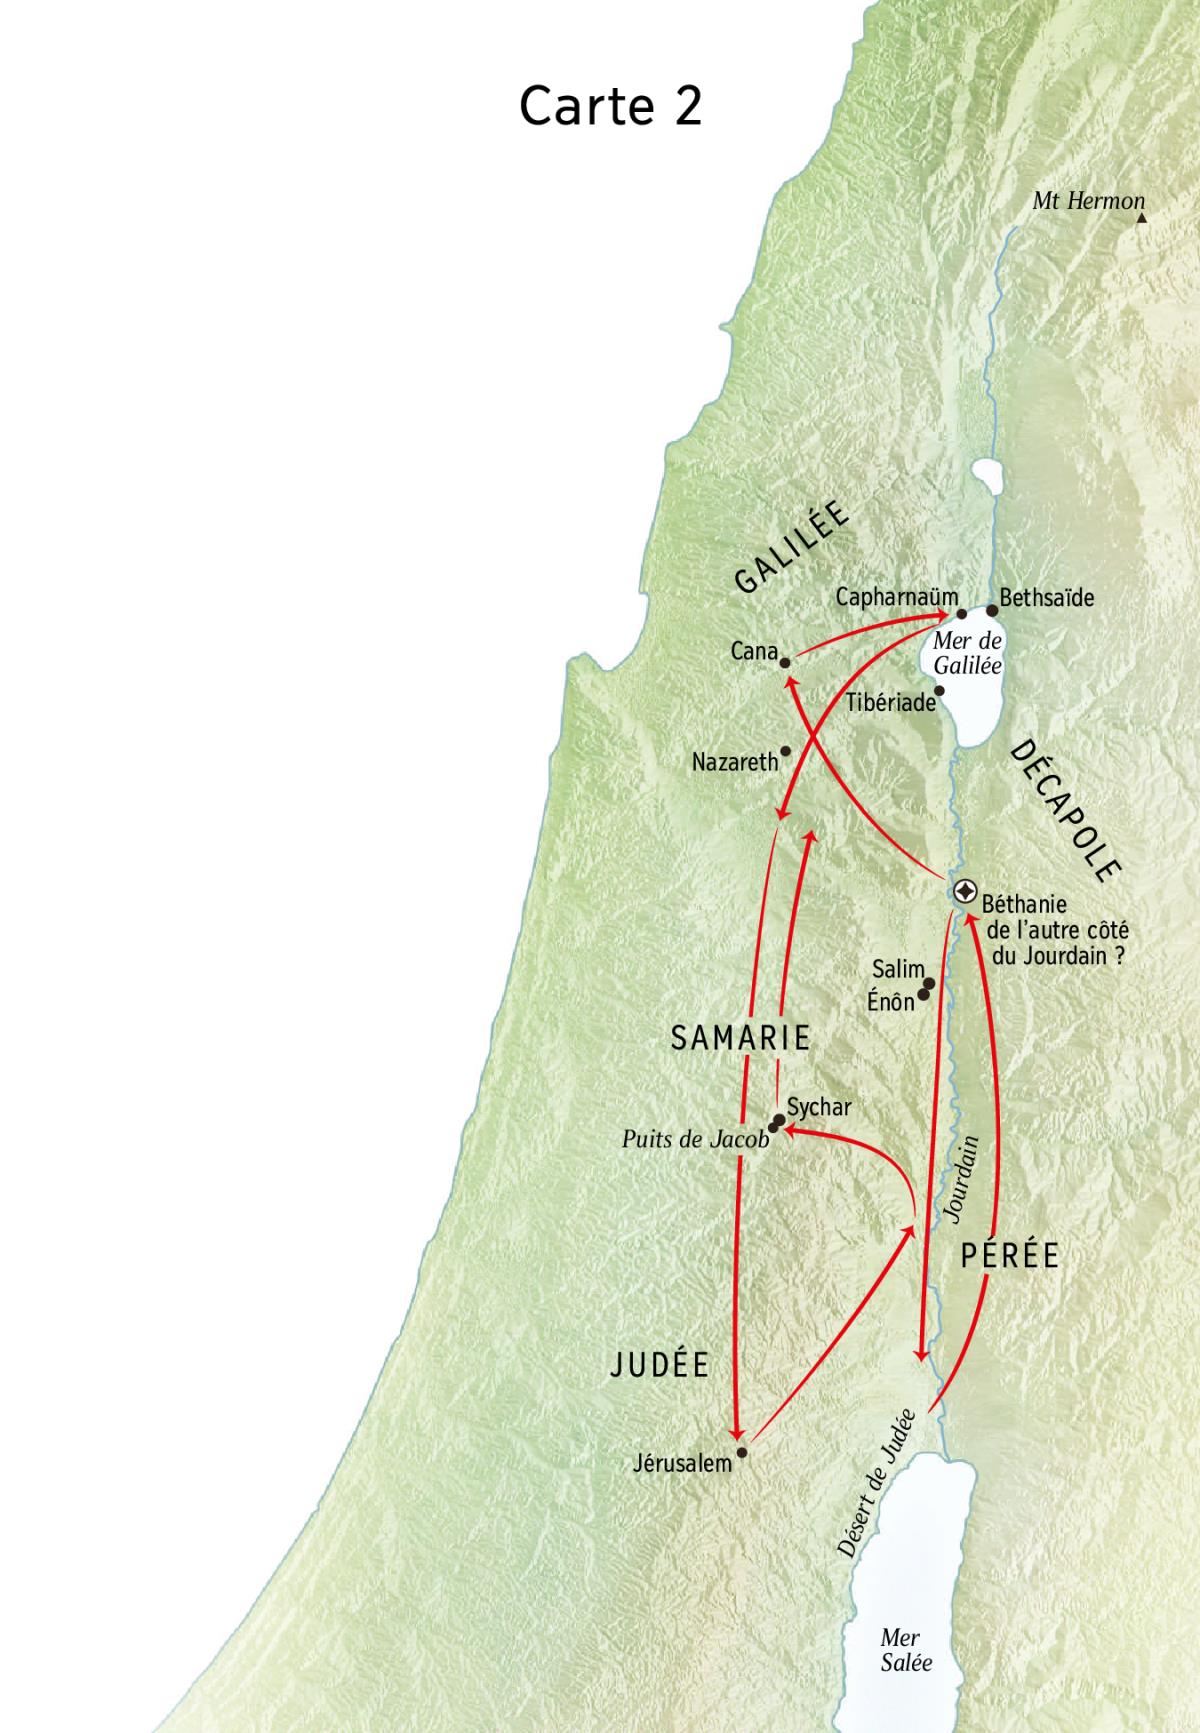 Carte 2
Mt Hermon
GALILÉE
Capharnaüm
Bethsaïde
Mer de
Galilée
Cana
Tibériade
Nazareth
DÉCAPOLE
Béthanie
de l’autre côté
du Jourdain ?
Salim
Énôn
SAMARIE
Sychar
Puits de Jacob
Jourdain
PÉRÉE
JUDÉE
Jérusalem
Désert de Judée
Mer
Salée